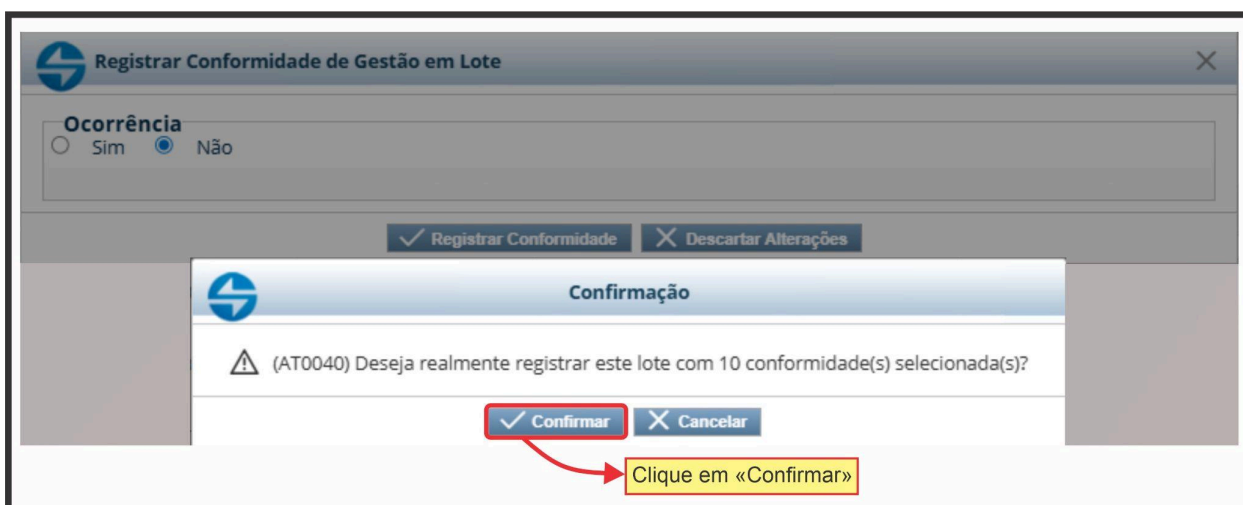 Registrar Conformidade de Gestão em Lote
Ocorrência
Sim Não
Registrar Conformidade Descartar Alterações
Confirmação
(AT0040) Deseja realmente registrar este lote com 10 conformidade(s) selecionada(s)?
Confirmar Cancelar
Clique em «Confirmar»